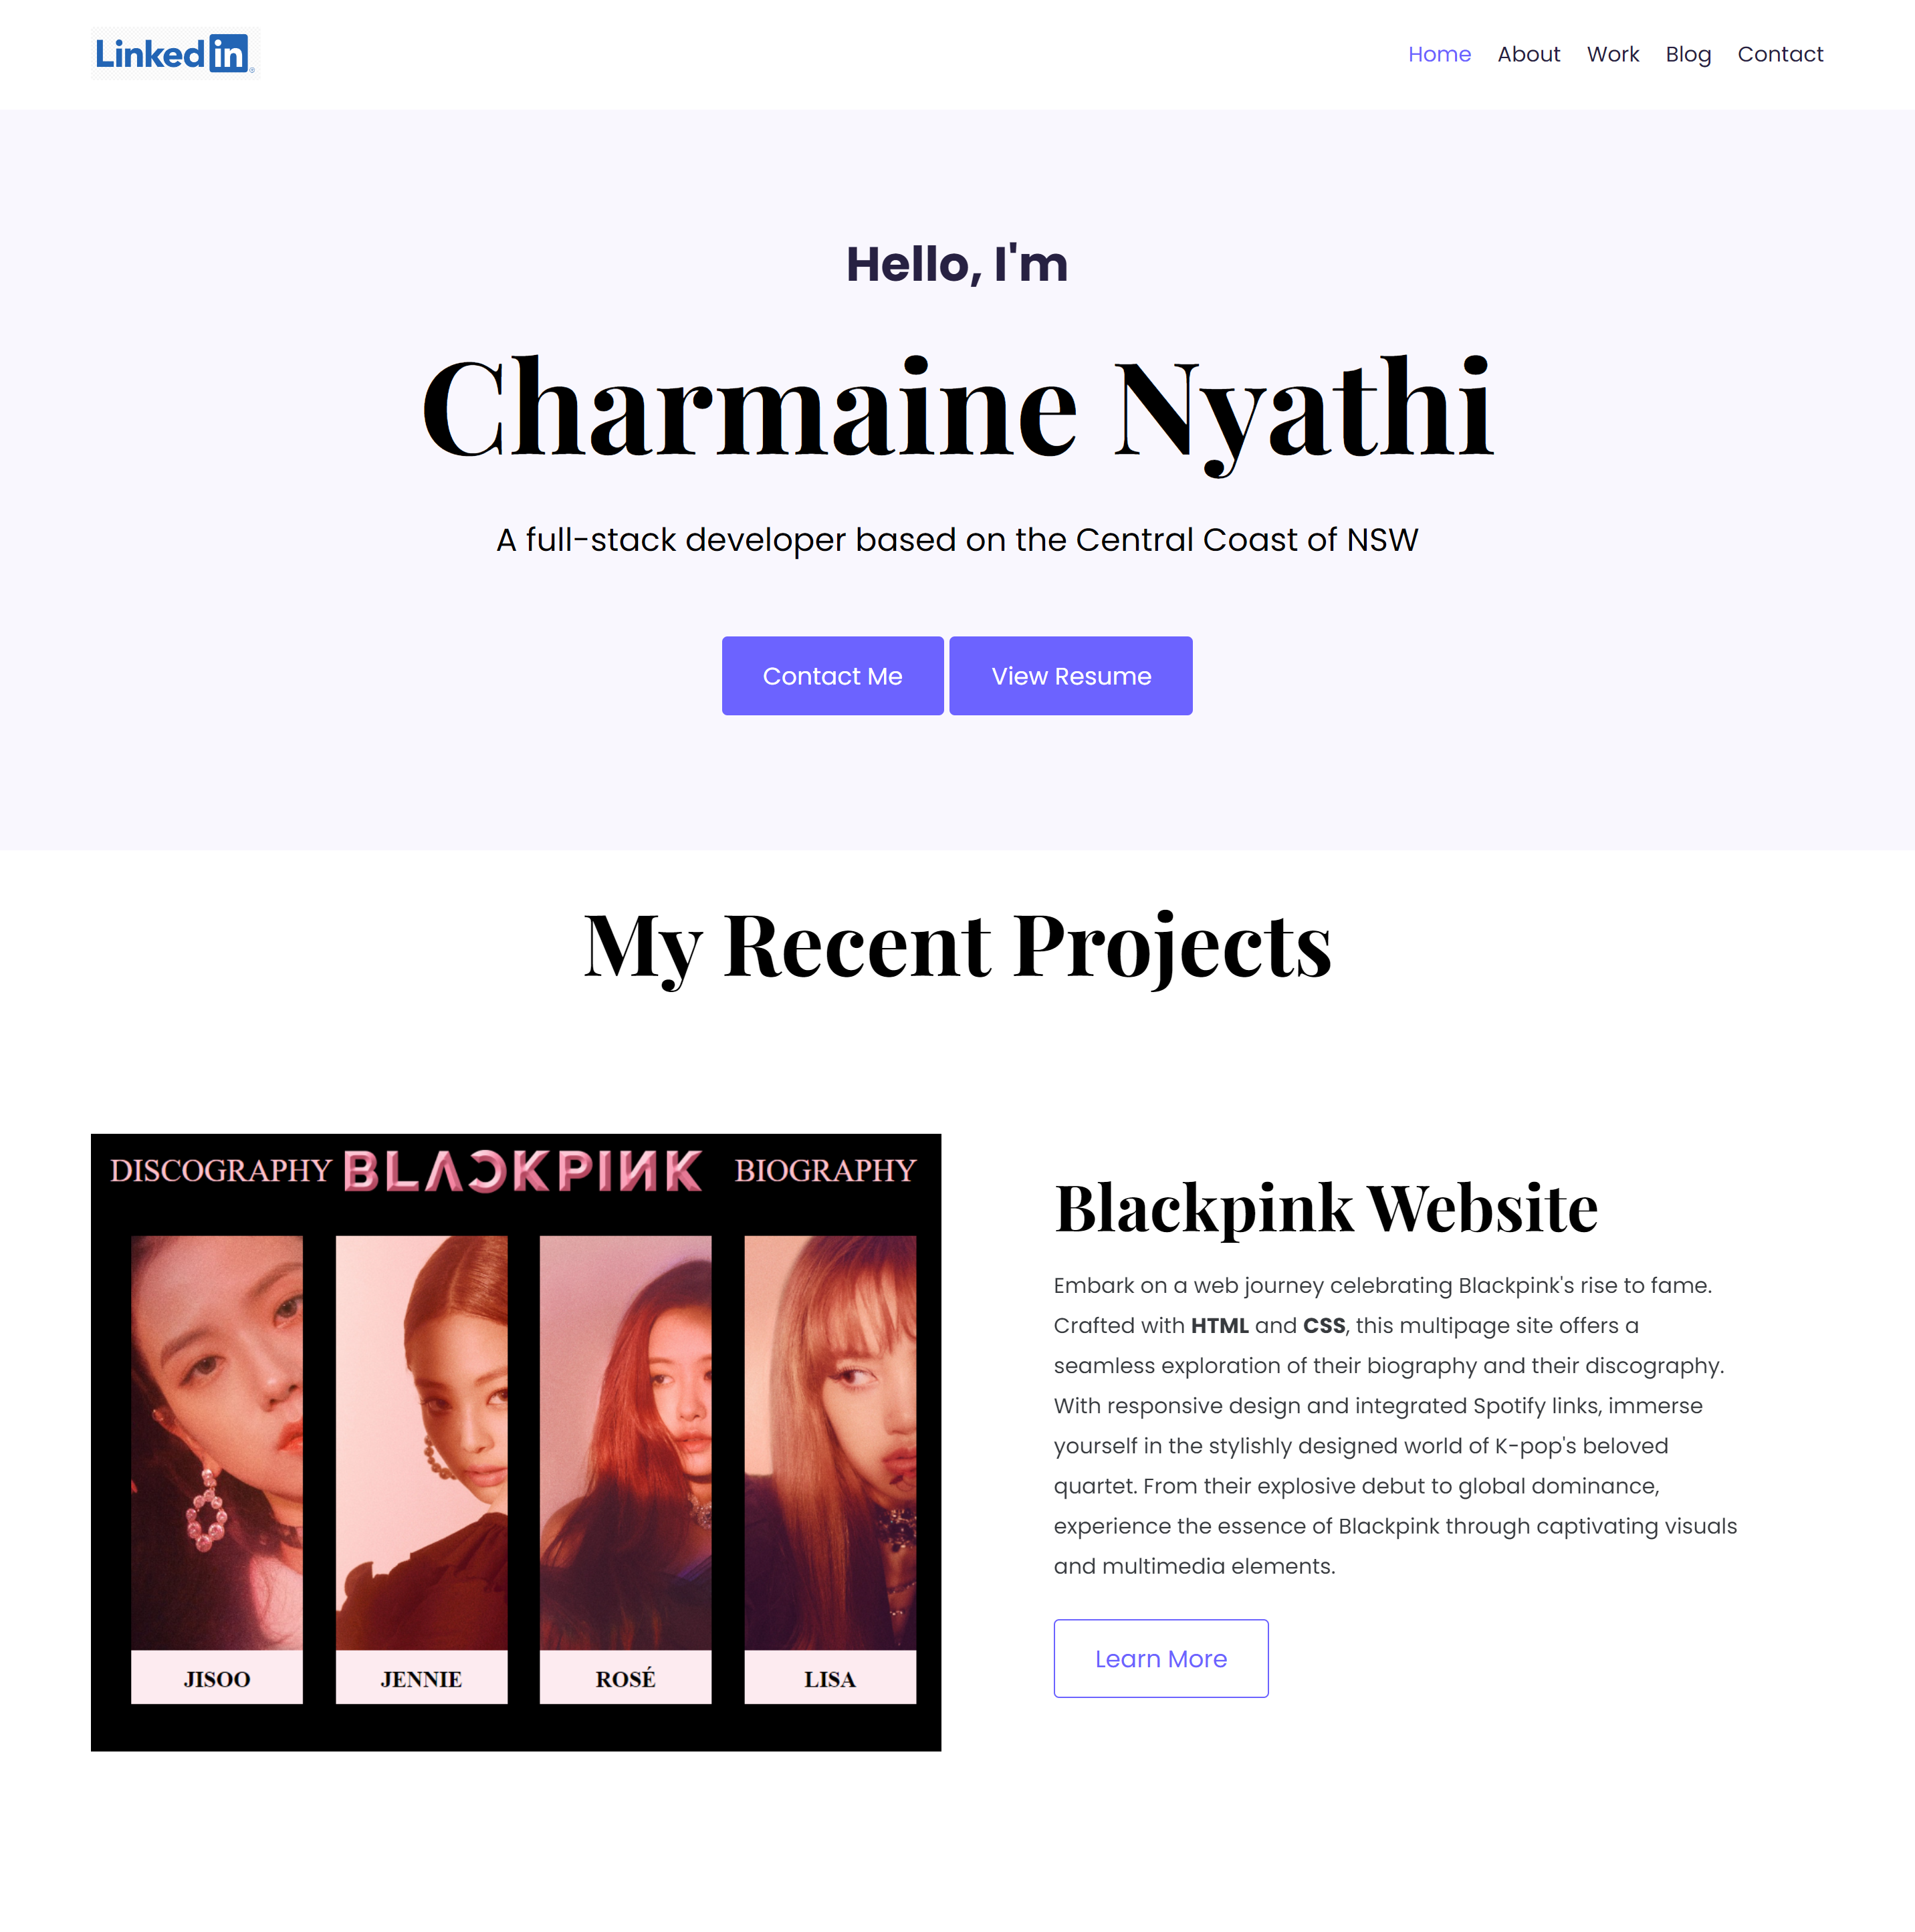 Linked in ®
Home About Work Blog Contact
Hello, I'm
Charmaine Nyathi
A full-stack developer based on the Central Coast of NSW
Contact Me View Resume
My Recent Projects
DISCOGRAPHY BLACKPINK BIOGRAPHY
JISOO JENNIE ROSÉ LISA
Blackpink Website
Embark on a web journey celebrating Blackpink's rise to fame.
Crafted with HTML and CSS, this multipage site offers a
seamless exploration of their biography and their discography.
With responsive design and integrated Spotify links, immerse
yourself in the stylishly designed world of K-pop's beloved
quartet. From their explosive debut to global dominance,
experience the essence of Blackpink through captivating visuals
and multimedia elements.
Learn More